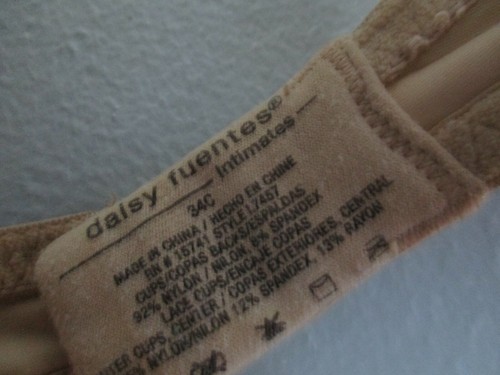 daisy fuentes®
Intimates
34C
MADE IN CHINA / HECHO EN CHINE
RN # 15741 STYLE 17457
CUPS/COPAS BACKS/ESPALDAS
92% NYLON / NILON, 8% SPANDEX
LACE CUPS/ENCAJE COPAS
CUPS, CENTER / COPAS EXTERIORES, CENTRAL
NYLON/NILON 12% SPANDEX, 13% RAYON